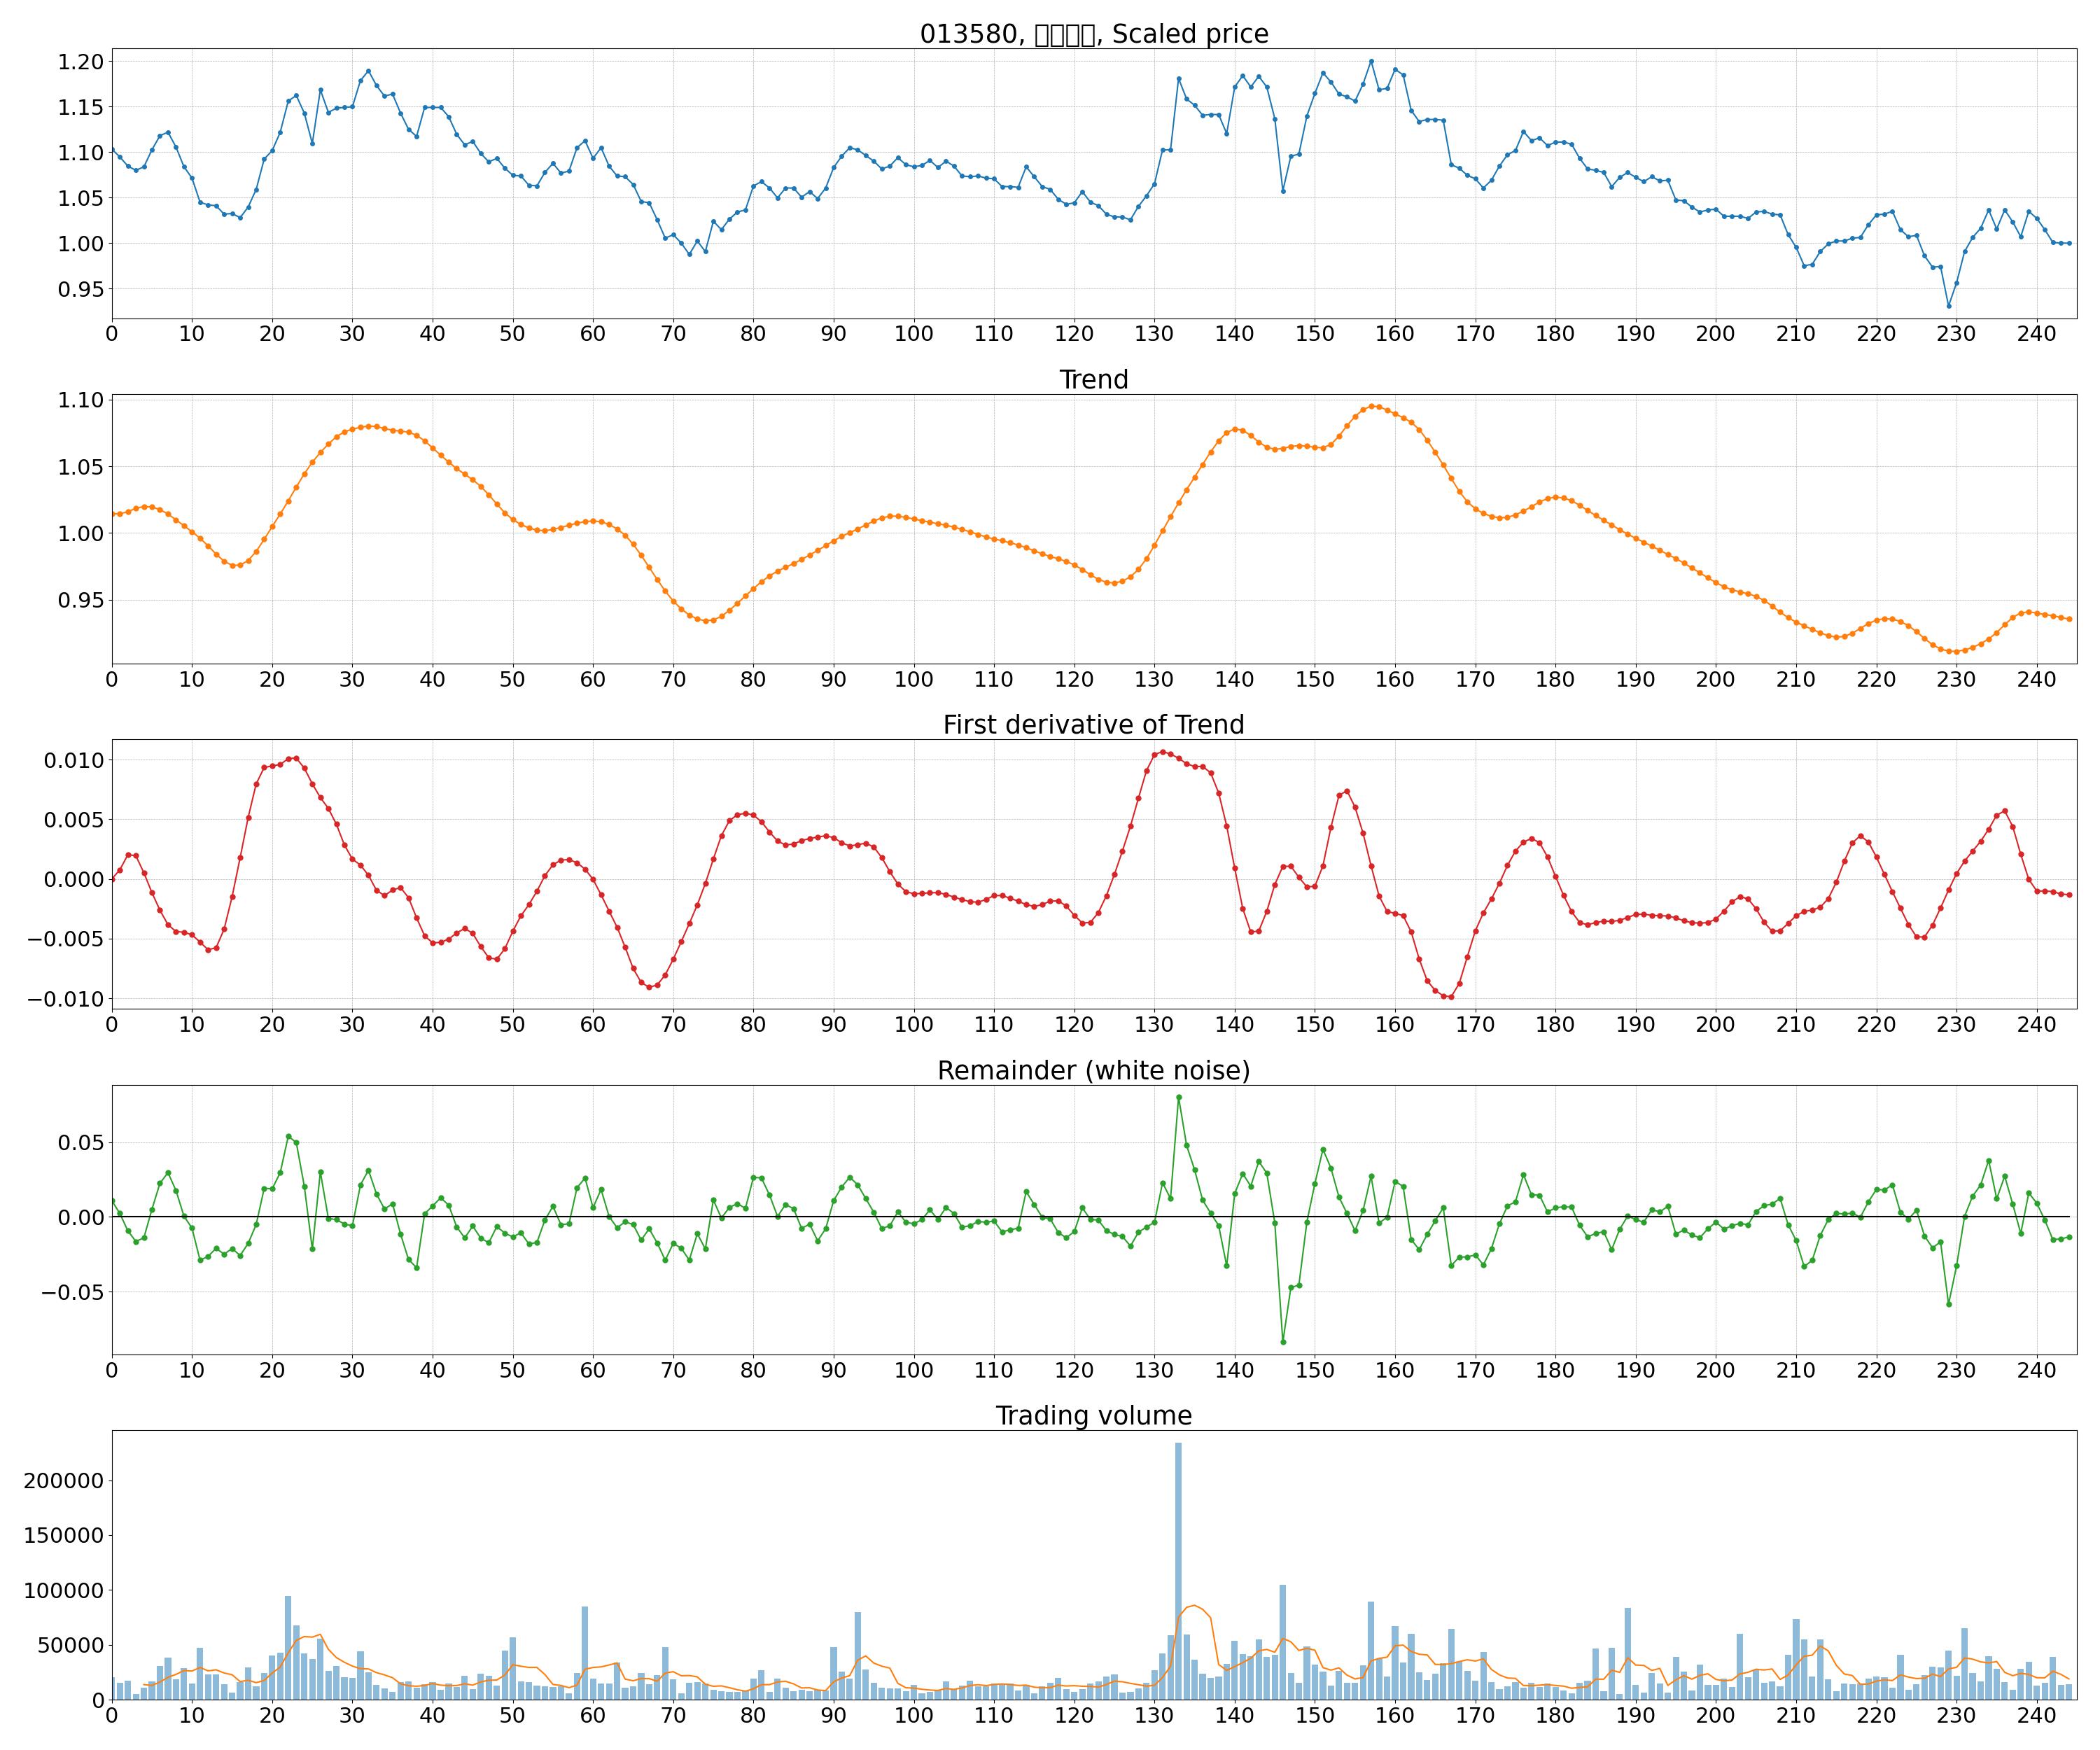 013580, □□□□, Scaled price
1.20
1.15
1.10
1.05
1.00
0.95
0 10 20 30 40 50 60 70 80 90 100 110 120 130 140 150 160 170 180 190 200 210 220 230 240
Trend
1.10
1.05
1.00
0.95
0 10 20 30 40 50 60 70 80 90 100 110 120 130 140 150 160 170 180 190 200 210 220 230 240
First derivative of Trend
0.010
0.005
0.000
−0.005
−0.010
0 10 20 30 40 50 60 70 80 90 100 110 120 130 140 150 160 170 180 190 200 210 220 230 240
Remainder (white noise)
0.05
0.00
−0.05
0 10 20 30 40 50 60 70 80 90 100 110 120 130 140 150 160 170 180 190 200 210 220 230 240
Trading volume
200000
150000
100000
50000
0
0 10 20 30 40 50 60 70 80 90 100 110 120 130 140 150 160 170 180 190 200 210 220 230 240